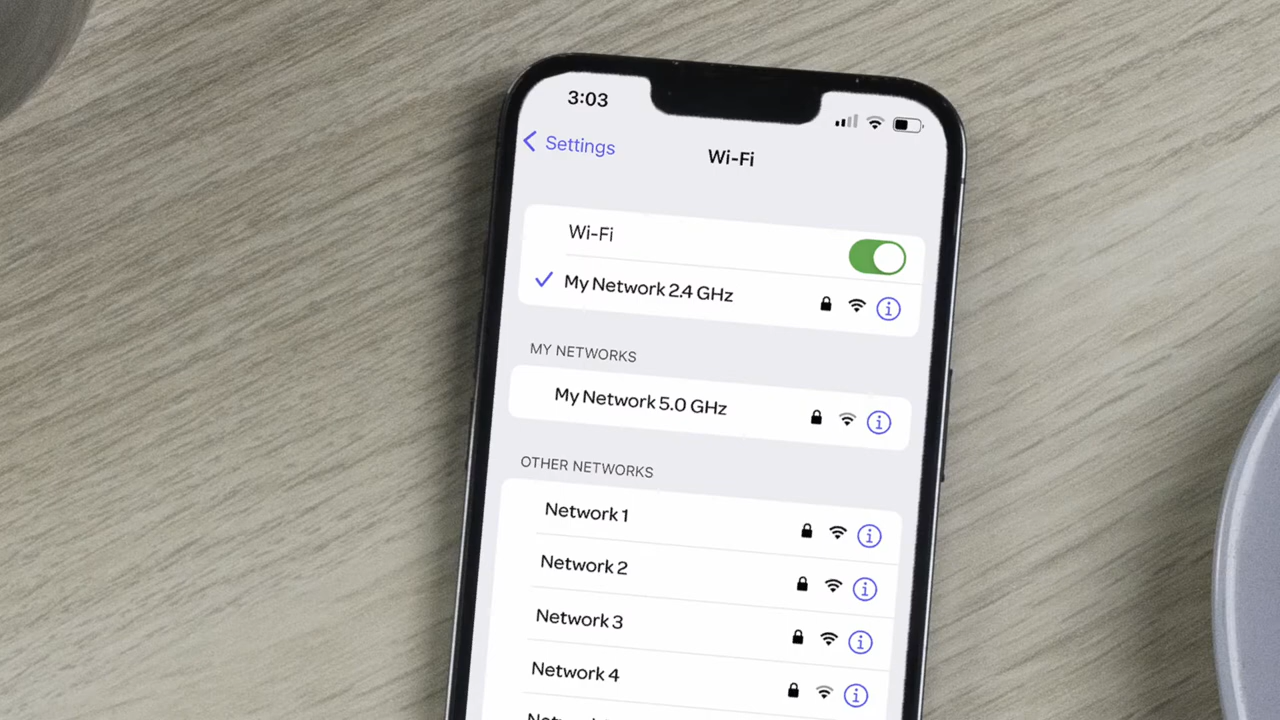 3:03
Settings
Wi-Fi
Wi-Fi
My Network 2.4 GHz
MY NETWORKS
My Network 5.0 GHz
OTHER NETWORKS
Network 1
Network 2
Network 3
Network 4